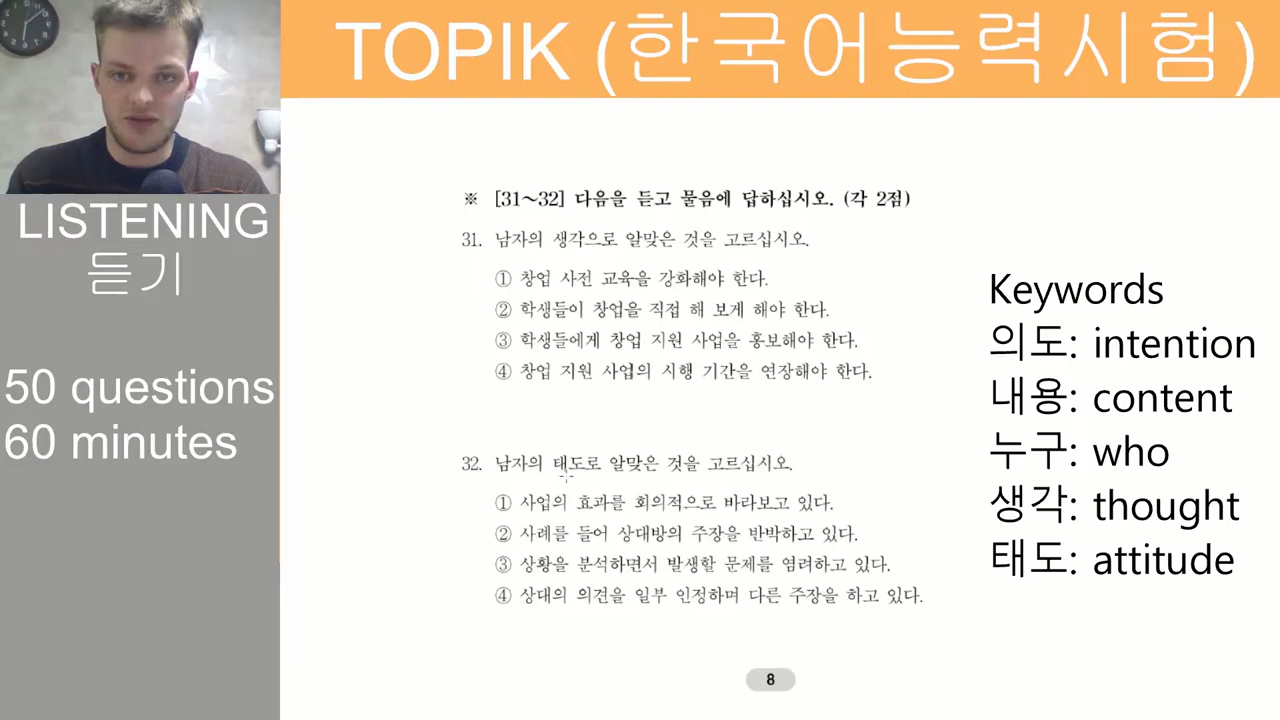 TOPIK (한국어능력시험)
LISTENING
듣기
50 questions
60 minutes
※ [31～32] 다음을 듣고 물음에 답하십시오. (각 2점)
31. 남자의 생각으로 알맞은 것을 고르십시오.
① 창업 사전 교육을 강화해야 한다.
② 학생들이 창업을 직접 해 보게 해야 한다.
③ 학생들에게 창업 지원 사업을 홍보해야 한다.
④ 창업 지원 사업의 시행 기간을 연장해야 한다.
32. 남자의 태도로 알맞은 것을 고르십시오.
① 사업의 효과를 회의적으로 바라보고 있다.
② 사례를 들어 상대방의 주장을 반박하고 있다.
③ 상황을 분석하면서 발생할 문제를 염려하고 있다.
④ 상대의 의견을 일부 인정하며 다른 주장을 하고 있다.
8
Keywords
의도: intention
내용: content
누구: who
생각: thought
태도: attitude